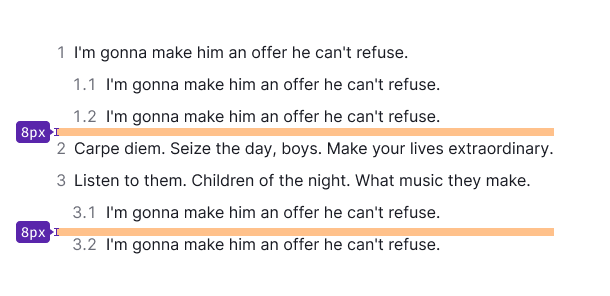 1 I'm gonna make him an offer he can't refuse.
1.1 I'm gonna make him an offer he can't refuse.
1.2 I'm gonna make him an offer he can't refuse.
8px
2 Carpe diem. Seize the day, boys. Make your lives extraordinary.
3 Listen to them. Children of the night. What music they make.
3.1 I'm gonna make him an offer he can't refuse.
8px
3.2 I'm gonna make him an offer he can't refuse.